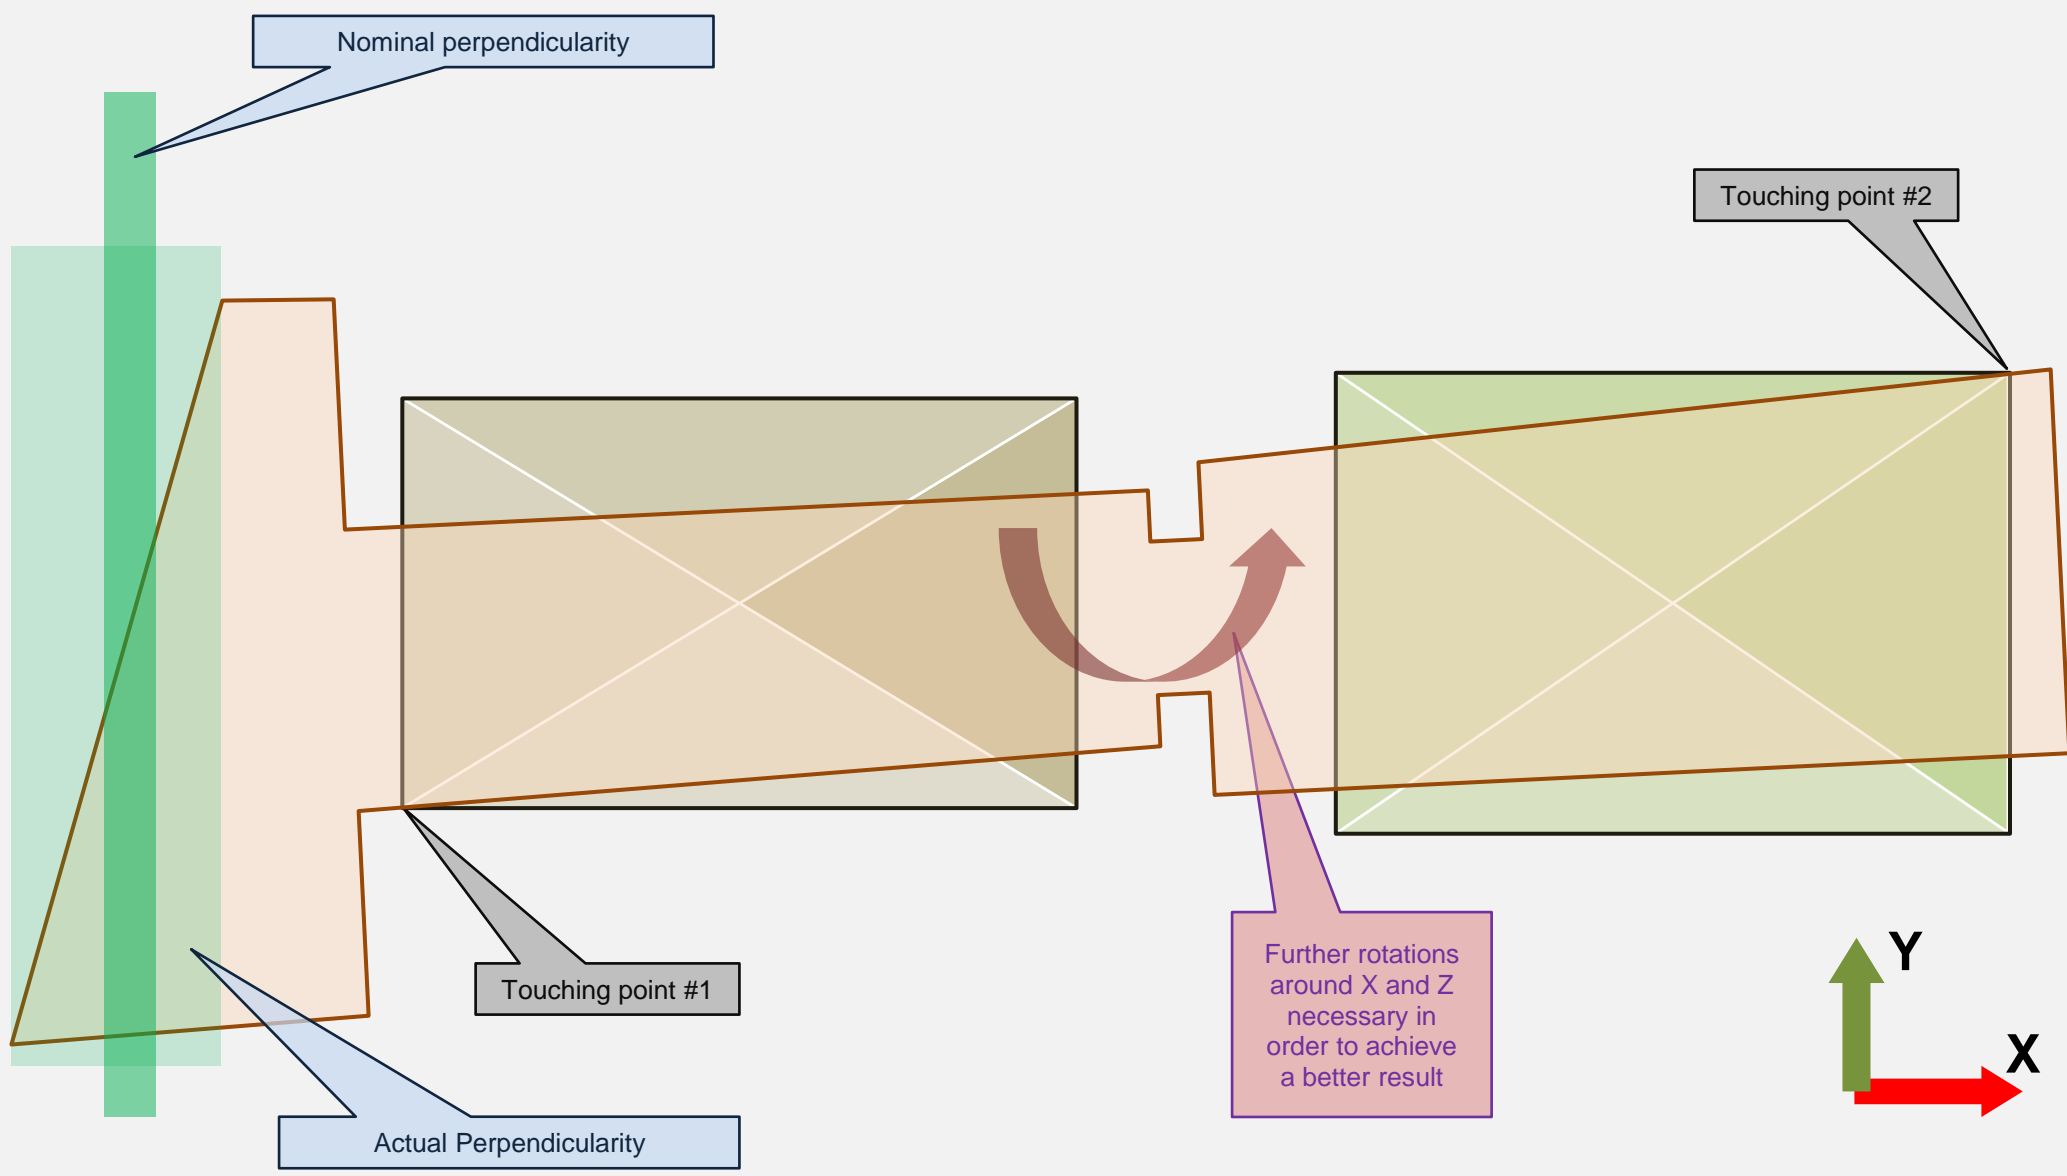 Nominal perpendicularity
Touching point #2
Touching point #1
Further rotations
around X and Z
necessary in
order to achieve
a better result
Y
X
Actual Perpendicularity